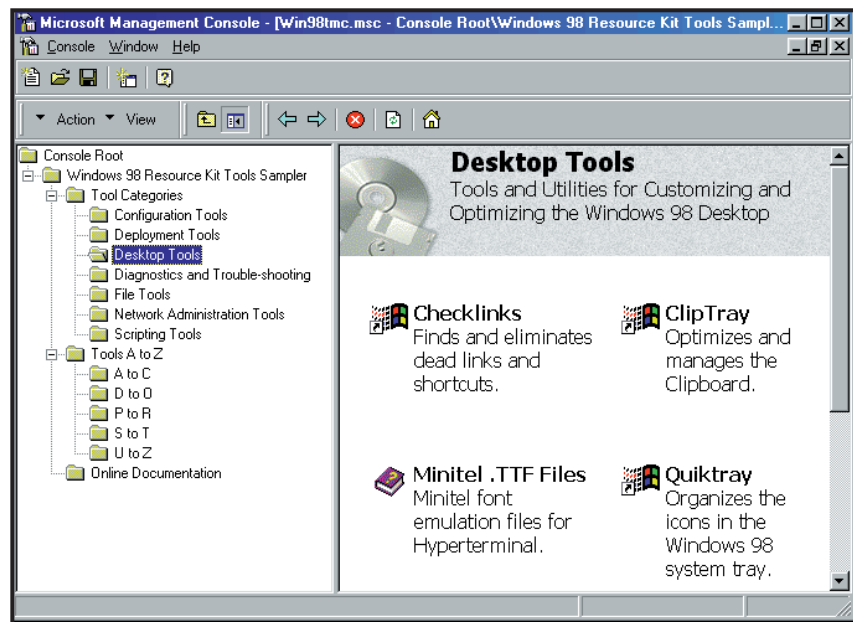 Microsoft Management Console - [Win98tmc.msc - Console Root\Windows 98 Resource Kit Tools Sampl...
Console Window Help
Action View
Console Root
Windows 98 Resource Kit Tools Sampler
Tool Categories
Configuration Tools
Deployment Tools
Desktop Tools
Diagnostics and Trouble-shooting
File Tools
Network Administration Tools
Scripting Tools
Tools A to Z
A to C
D to O
P to R
S to T
U to Z
Online Documentation
Desktop Tools
Tools and Utilities for Customizing and
Optimizing the Windows 98 Desktop
Checklinks
Finds and eliminates
dead links and
shortcuts.
ClipTray
Optimizes and
manages the
Clipboard.
Minitel .TTF Files
Minitel font
emulation files for
Hyperterminal.
Quiktray
Organizes the
icons in the
Windows 98
system tray.